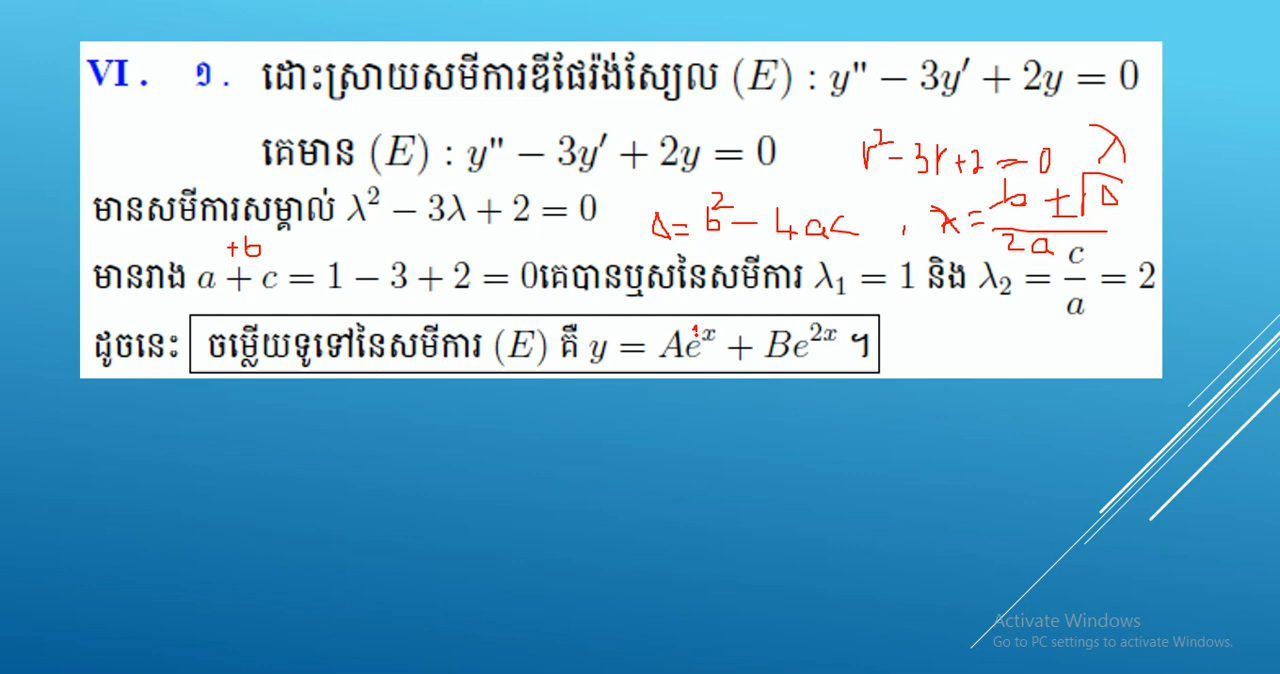 VI . ១ . ដោះស្រាយសមីការឌីផែរ៉ង់ស្យែល (E) : y" − 3y′ + 2y = 0
គេមាន (E) : y" − 3y′ + 2y = 0
r² − 3r + 2 = 0 λ
មានសមីការសម្គាល់ λ² − 3λ + 2 = 0
Δ = b² − 4ac , λ = −b ± √Δ / 2a
+b
មានរាង a + c = 1 − 3 + 2 = 0គេបានឬសនៃសមីការ λ₁ = 1 និង λ₂ = c/a = 2
1
ដូចនេះ ចម្លើយទូទៅនៃសមីការ (E) គឺ y = Aeˣ + Be²ˣ ។
Activate Windows
Go to PC settings to activate Windows.